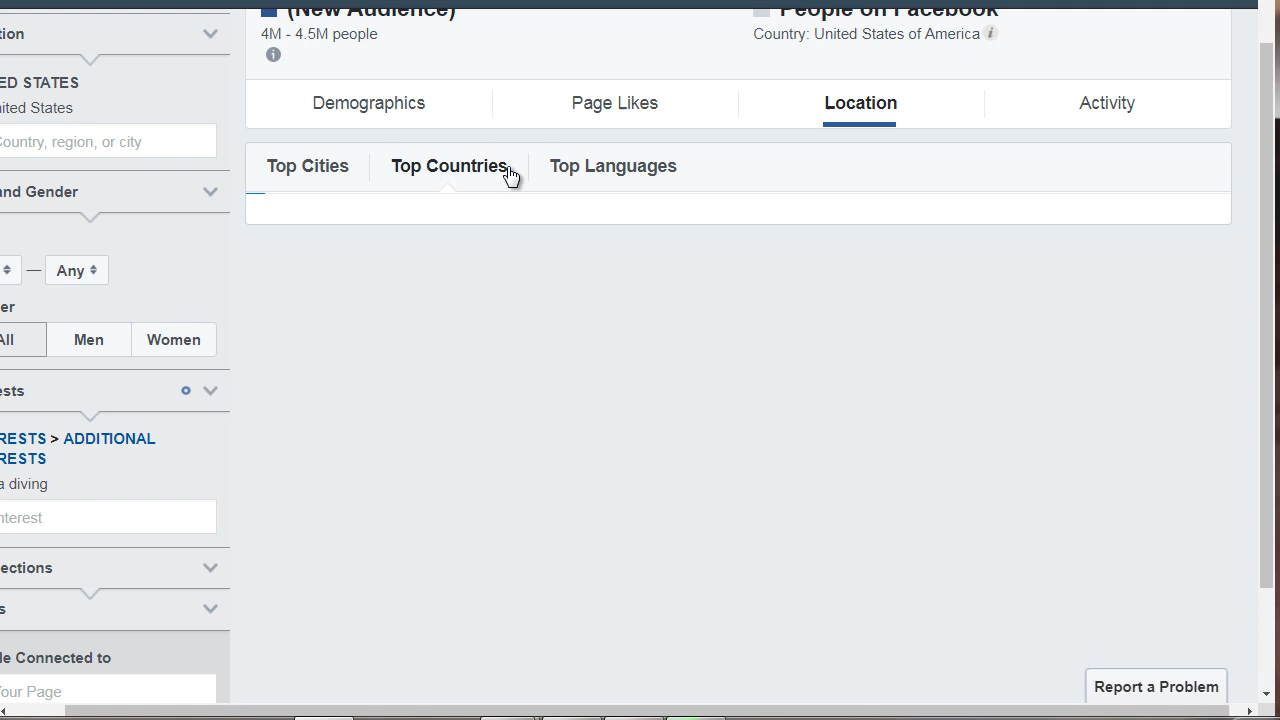 (New Audience)
4M - 4.5M people
People on Facebook
Country: United States of America
Demographics
Page Likes
Location
Activity
Top Cities
Top Countries
Top Languages
tion
ED STATES
nited States
Country, region, or city
and Gender
— Any
er
All
Men
Women
ests
RESTS > ADDITIONAL
RESTS
a diving
nterest
ections
s
le Connected to
Your Page
Report a Problem